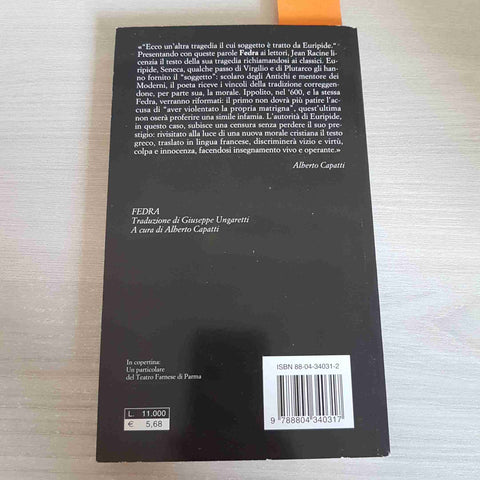 «"Ecco un'altra tragedia il cui soggetto è tratto da Euripide."
Presentando con queste parole Fedra ai lettori, Jean Racine li-
cenzia il testo della sua tragedia richiamandosi ai classici. Eu-
ripide, Seneca, qualche passo di Virgilio e di Plutarco gli han-
no fornito il "soggetto": scolaro degli Antichi e mentore dei
Moderni, il poeta riceve i vincoli della tradizione correggen-
do, per parte sua, la morale. Ippolito, nel '600, e la stessa
Fedra, verranno riformati: il primo non dovrà più patire l'ac-
cusa di "aver violentato la propria matrigna", quest'ultima
non oserà proferire una simile infamia. L'autorità di Euripide,
in questo caso, subisce una censura senza perdere il suo pre-
stigio: rivisitato alla luce di una nuova morale cristiana il testo
greco, traslato in lingua francese, discriminerà vizio e virtù,
colpa e innocenza, facendosi insegnamento vivo e operante.»
Alberto Capatti
FEDRA
Traduzione di Giuseppe Ungaretti
A cura di Alberto Capatti
In copertina:
Un particolare
del Teatro Farnese di Parma
L. 11.000
€ 5,68
ISBN 88-04-34031-2
9 788804 340317